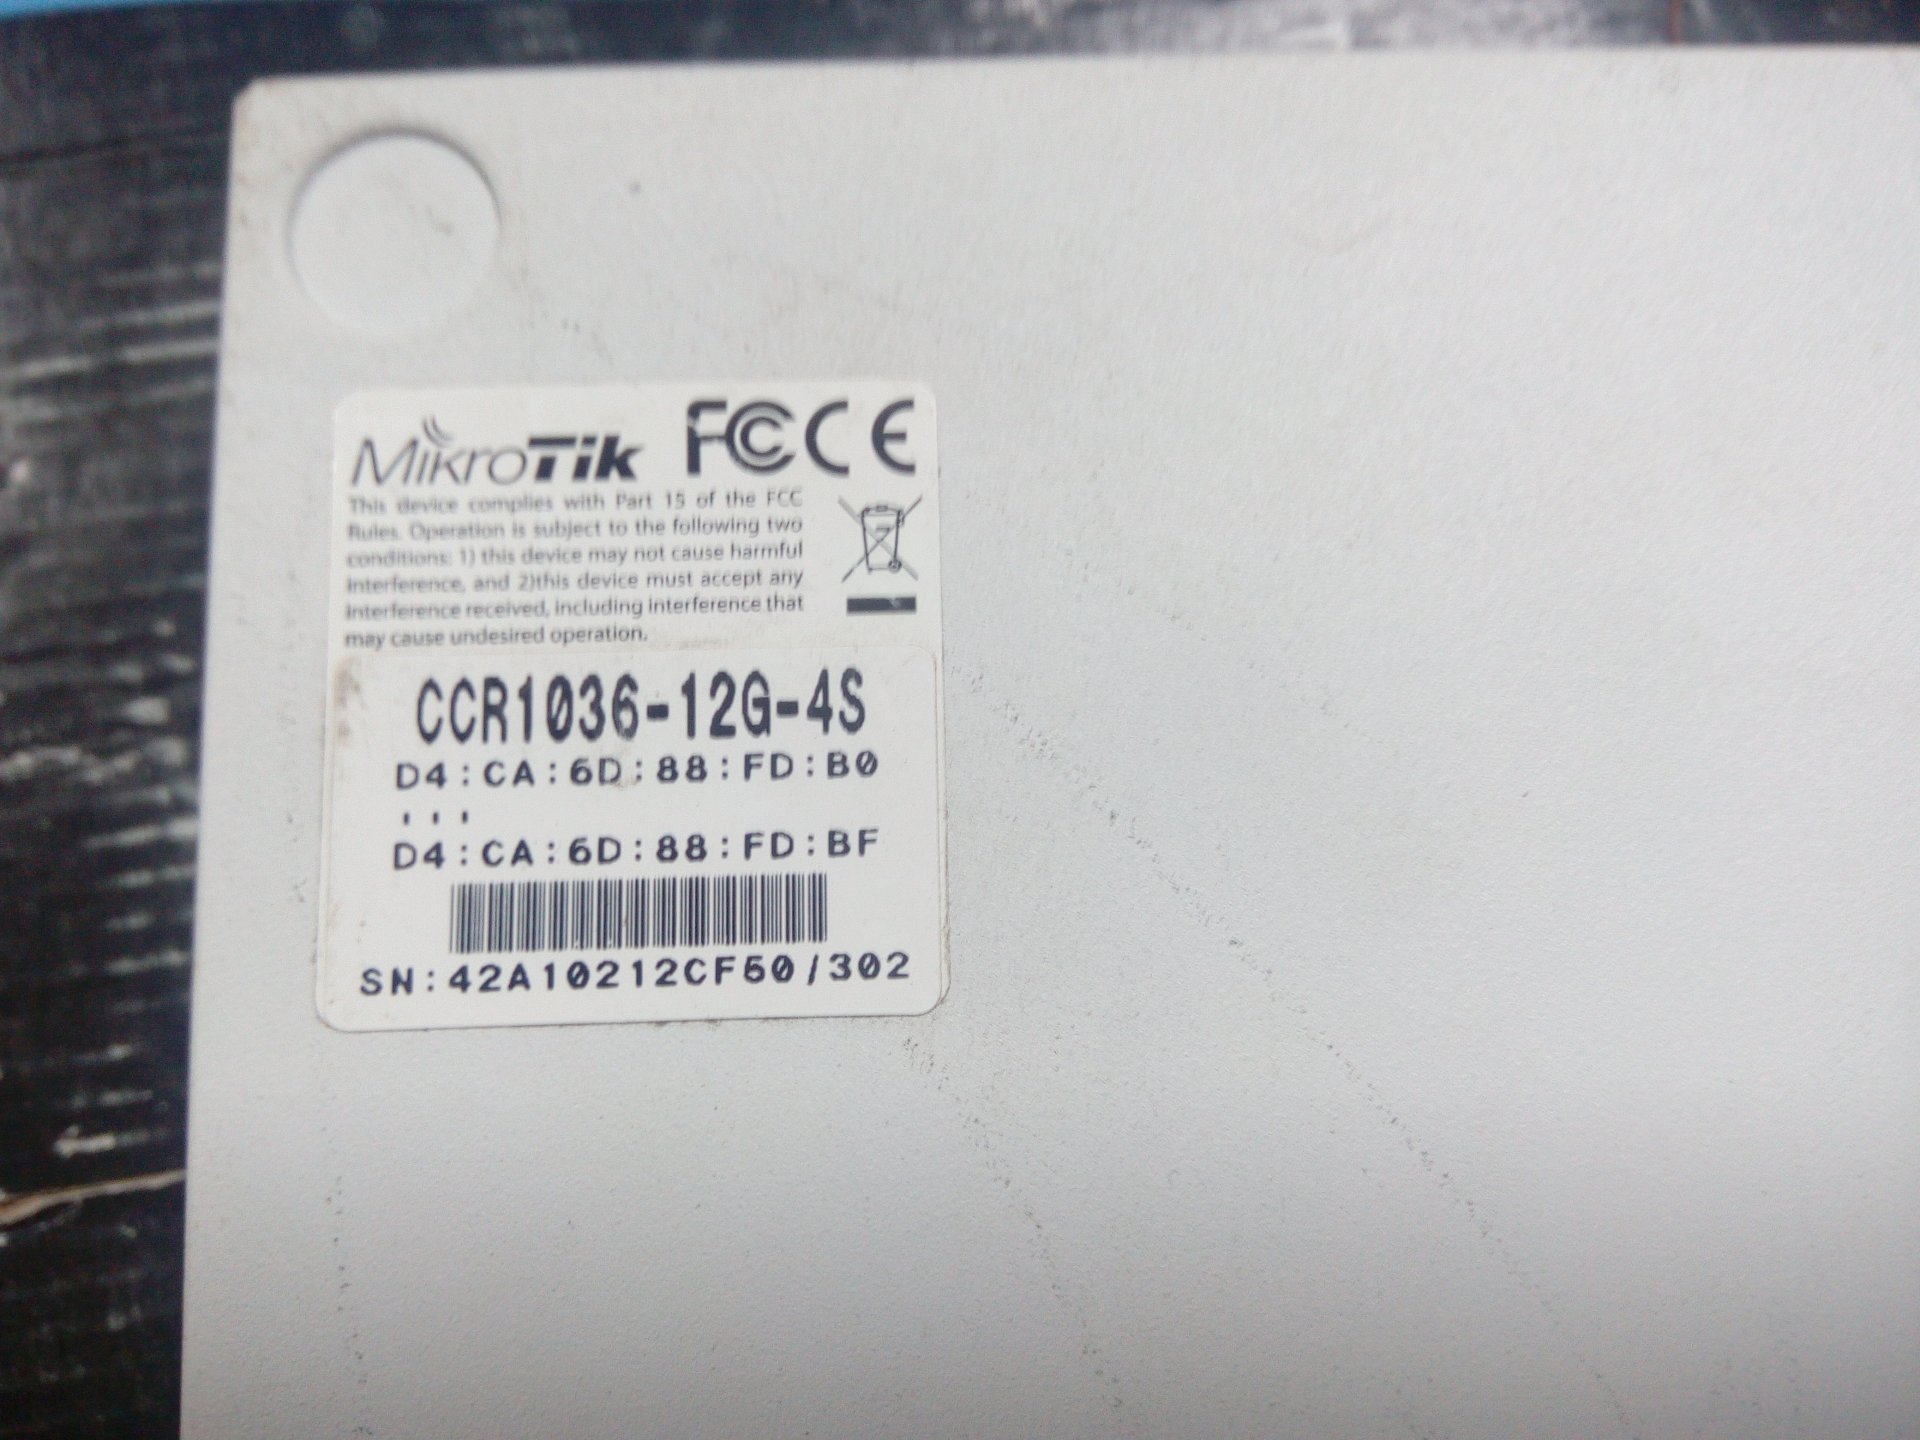 MikroTik FCC CE
This device complies with Part 15 of the FCC
Rules. Operation is subject to the following two
conditions: 1) this device may not cause harmful
interference, and 2)this device must accept any
interference received, including interference that
may cause undesired operation.
CCR1036-12G-4S
D4:CA:6D:88:FD:B0
...
D4:CA:6D:88:FD:BF
SN:42A10212CF50/302